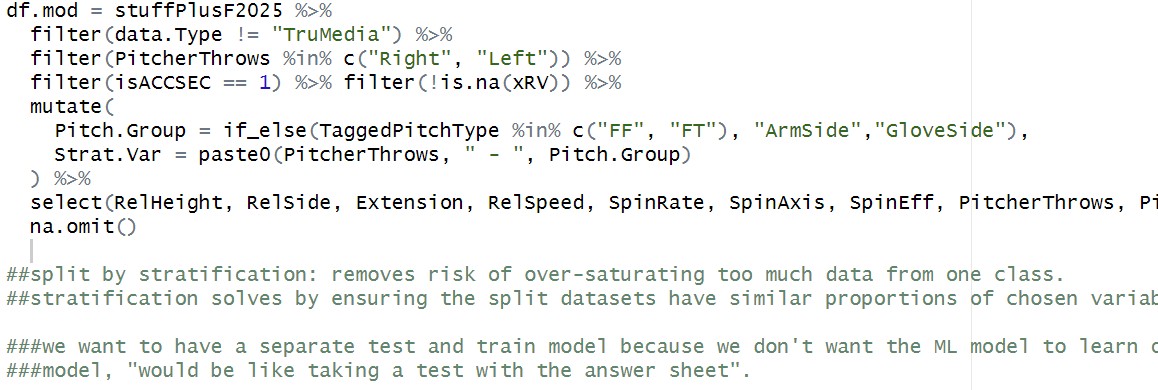 df.mod = stuffPlusF2025 %>%
filter(data.Type != "TruMedia") %>%
filter(PitcherThrows %in% c("Right", "Left")) %>%
filter(isACCSEC == 1) %>% filter(!is.na(xRV)) %>%
mutate(
Pitch.Group = if_else(TaggedPitchType %in% c("FF", "FT"), "ArmSide","GloveSide"),
Strat.Var = paste0(PitcherThrows, " - ", Pitch.Group)
) %>%
select(RelHeight, RelSide, Extension, RelSpeed, SpinRate, SpinAxis, SpinEff, PitcherThrows, Pi
na.omit()
##split by stratification: removes risk of over-saturating too much data from one class.
##stratification solves by ensuring the split datasets have similar proportions of chosen variab
###we want to have a separate test and train model because we don't want the ML model to learn
###model, "would be like taking a test with the answer sheet".